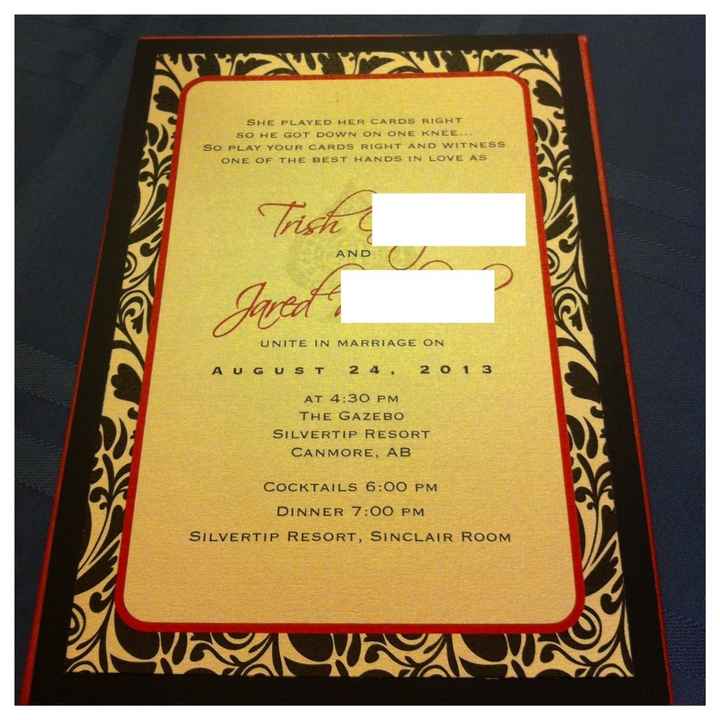 She played her cards right
so he got down on one knee...
So play your cards right and witness
one of the best hands in love as
Trish
and
Jared
unite in marriage on
August 24, 2013
at 4:30 pm
The Gazebo
Silvertip Resort
Canmore, AB
Cocktails 6:00 pm
Dinner 7:00 pm
Silvertip Resort, Sinclair Room